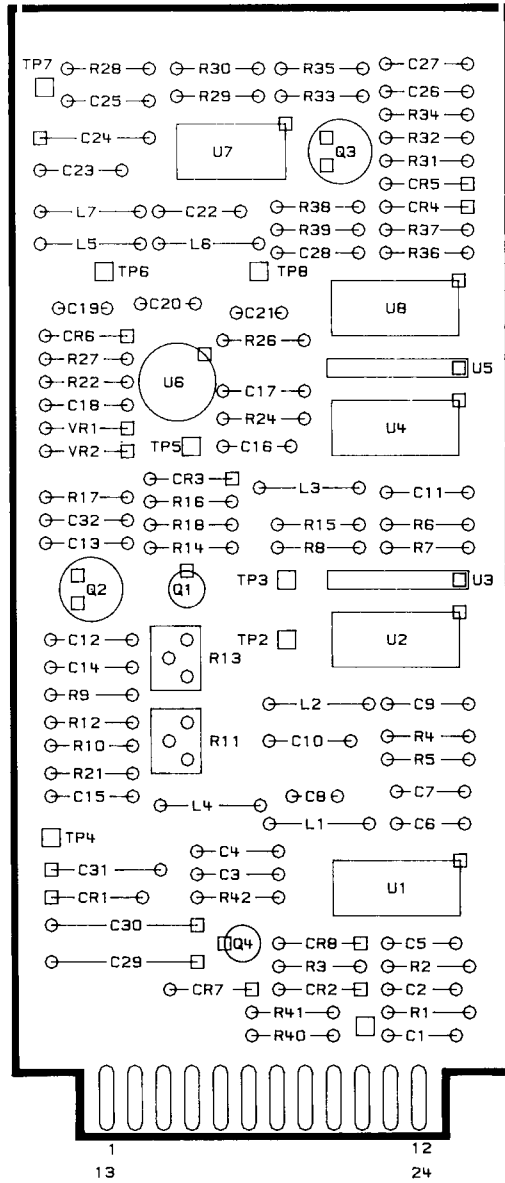 TP7 R28 R30 R35 C27
C25 R29 R33 C26
R34
C24 U7 Q3 R32
R31
C23 CR5
L7 C22 R38 CR4
R39 R37
L5 L6 C28 R36
TP6 TP8
C19 C20 C21 U8
CR6 R26
R27 U6 U5
R22
C18 C17 U4
VR1 R24
VR2 TP5 C16
CR3 L3
R17 R16 C11
C32 R18 R15 R6
C13 R14 R8 R7
Q2 Q1 TP3 U3
C12 TP2 U2
C14 R13
R9 L2 C9
R12 R4
R10 R11 C10 R5
R21
C15 L4 C8 C7
TP4 L1 C6
C4
C31 C3 U1
CR1 R42
C30
Q4 CR8 C5
C29 R3 R2
CR7 CR2 C2
R41 R1
R40 C1
1 12
13 24